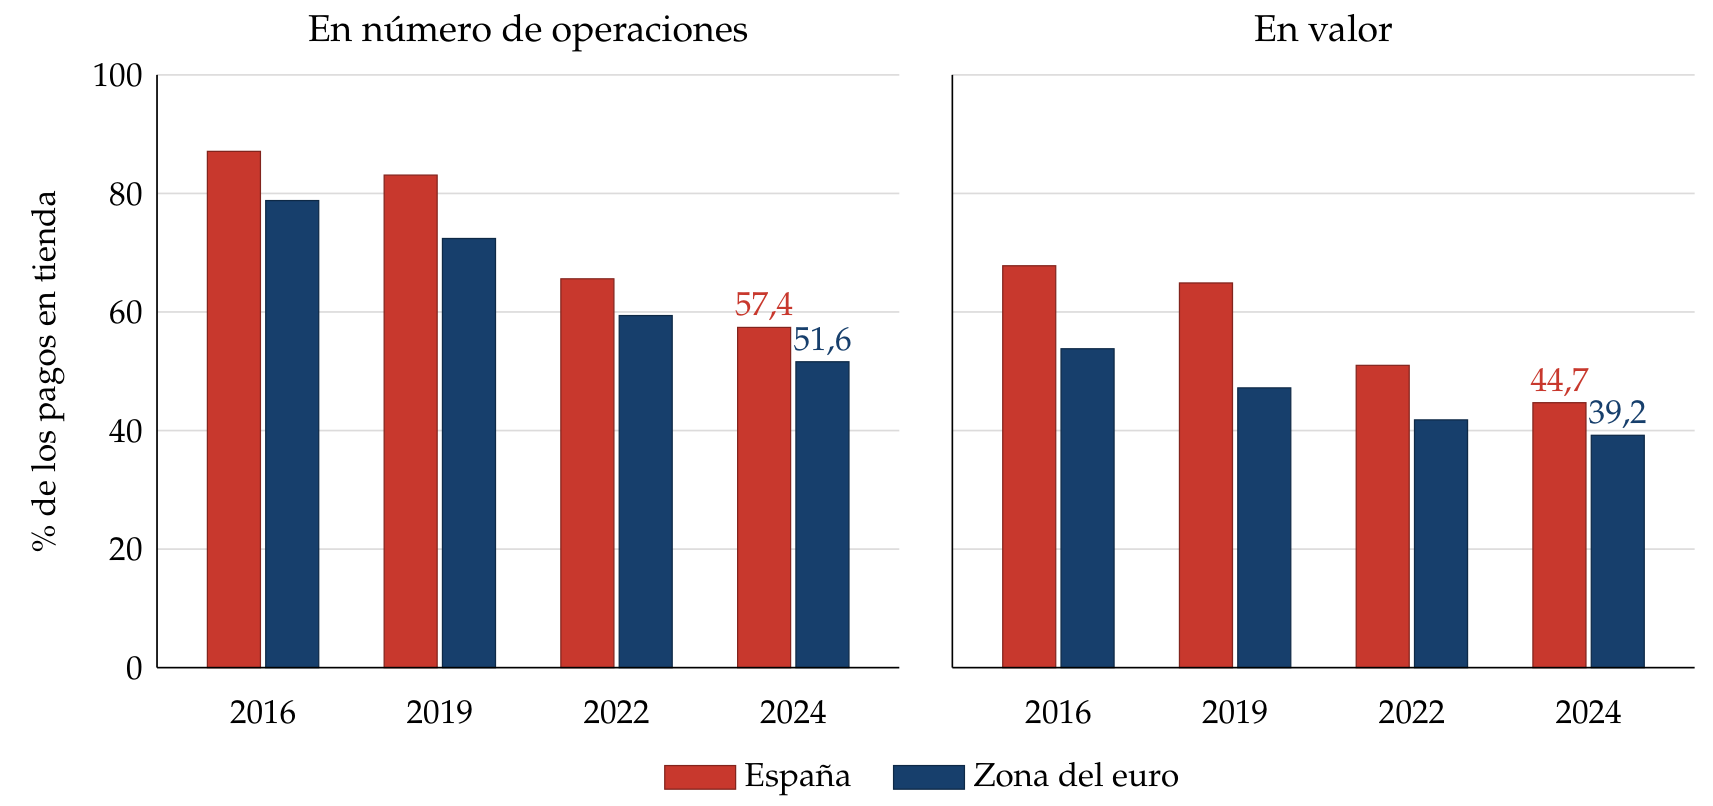 En número de operaciones
En valor
% de los pagos en tienda
100
80
60
40
20
0
57,4
51,6
44,7
39,2
2016 2019 2022 2024
2016 2019 2022 2024
España Zona del euro